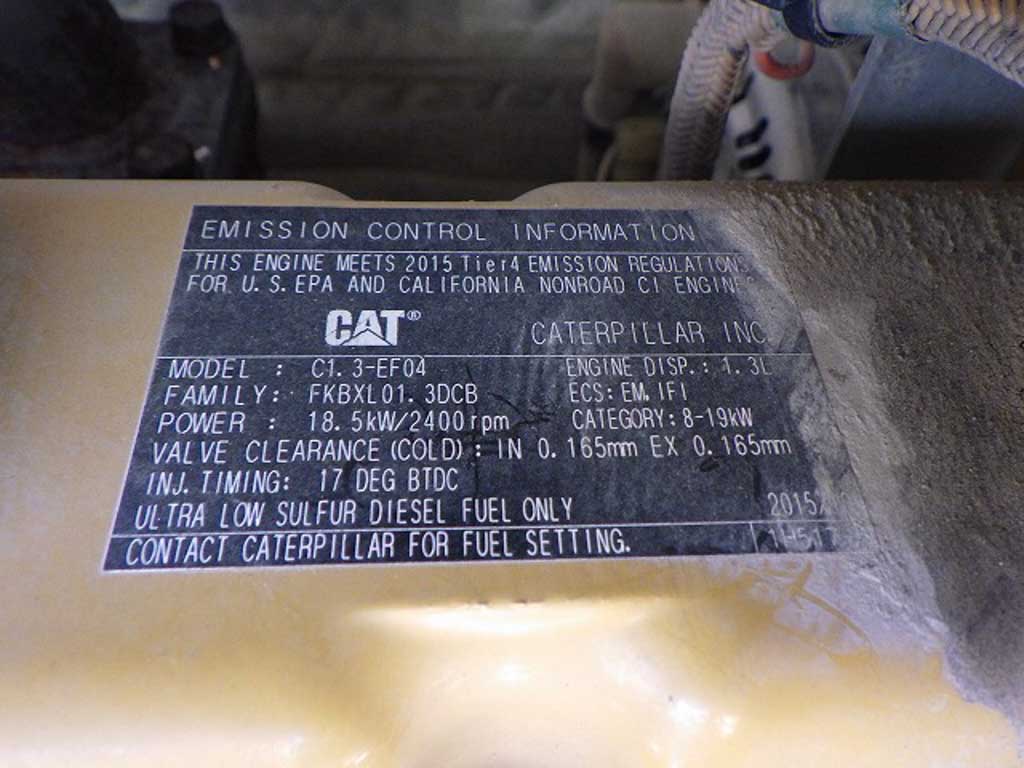 EMISSION CONTROL INFORMATION
THIS ENGINE MEETS 2015 Tier4 EMISSION REGULATIONS
FOR U.S. EPA AND CALIFORNIA NONROAD CI ENGINES
CAT® CATERPILLAR INC.
MODEL : C1.3-EF04 ENGINE DISP.: 1.3L
FAMILY: FKBXL01.3DCB ECS: EM, IFI
POWER : 18.5kW/2400rpm CATEGORY: 8-19kW
VALVE CLEARANCE (COLD): IN 0.165mm EX 0.165mm
INJ. TIMING: 17 DEG BTDC
ULTRA LOW SULFUR DIESEL FUEL ONLY
CONTACT CATERPILLAR FOR FUEL SETTING.